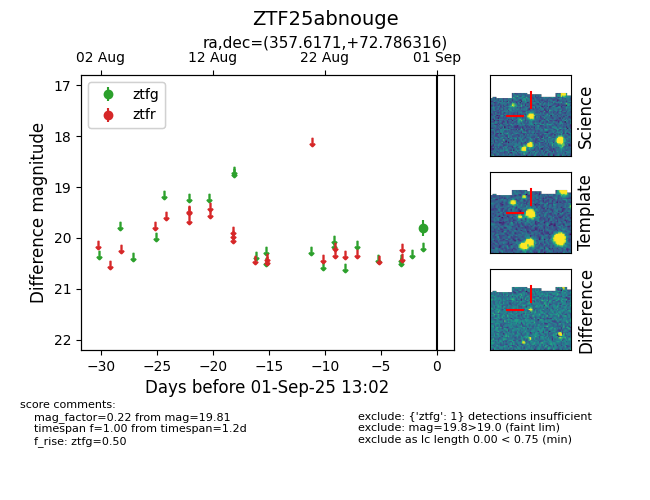 ZTF25abnouge
ra,dec=(357.6171,+72.786316)
02 Aug 12 Aug 22 Aug 01 Sep
ztfg
ztfr
17
18
19
20
21
22
Difference magnitude
−30 −25 −20 −15 −10 −5 0
Days before 01-Sep-25 13:02
Science
Template
Difference
score comments:
mag_factor=0.22 from mag=19.81
timespan f=1.00 from timespan=1.2d
f_rise: ztfg=0.50
exclude: {'ztfg': 1} detections insufficient
exclude: mag=19.8>19.0 (faint lim)
exclude as lc length 0.00 < 0.75 (min)